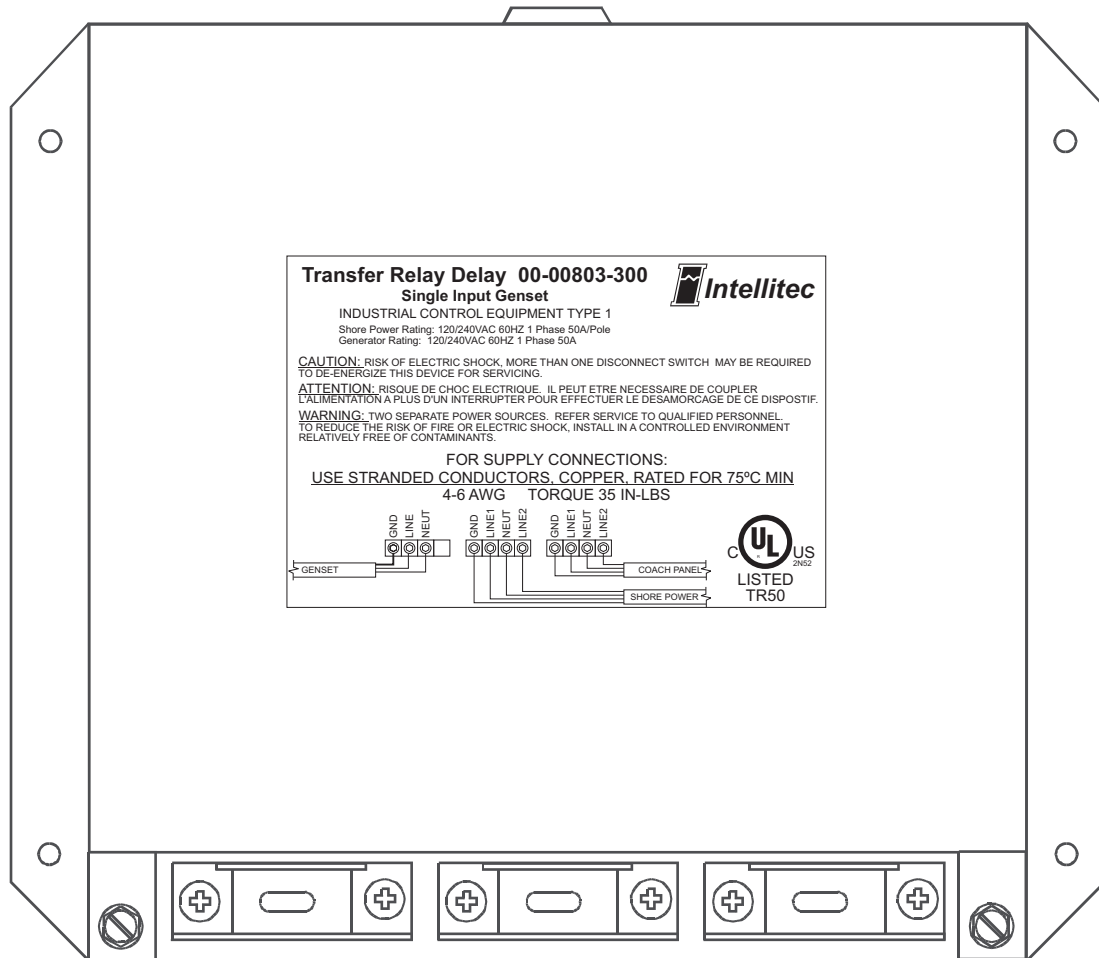 Transfer Relay Delay 00-00803-300
Intellitec
Single Input Genset
INDUSTRIAL CONTROL EQUIPMENT TYPE 1
Shore Power Rating: 120/240VAC 60HZ 1 Phase 50A/Pole
Generator Rating: 120/240VAC 60HZ 1 Phase 50A
CAUTION: RISK OF ELECTRIC SHOCK, MORE THAN ONE DISCONNECT SWITCH MAY BE REQUIRED
TO DE-ENERGIZE THIS DEVICE FOR SERVICING.
ATTENTION: RISQUE DE CHOC ELECTRIQUE. IL PEUT ETRE NECESSAIRE DE COUPLER
L'ALIMENTATION A PLUS D'UN INTERRUPTER POUR EFFECTUER LE DESAMORCAGE DE CE DISPOSTIF.
WARNING: TWO SEPARATE POWER SOURCES. REFER SERVICE TO QUALIFIED PERSONNEL.
TO REDUCE THE RISK OF FIRE OR ELECTRIC SHOCK, INSTALL IN A CONTROLLED ENVIRONMENT
RELATIVELY FREE OF CONTAMINANTS.
FOR SUPPLY CONNECTIONS:
USE STRANDED CONDUCTORS, COPPER, RATED FOR 75ºC MIN
4-6 AWG TORQUE 35 IN-LBS
GND
LINE
NEUT
GND
LINE1
NEUT
LINE2
GND
LINE1
NEUT
LINE2
GENSET
COACH PANEL
SHORE POWER
C UL US
®
2N52
LISTED
TR50